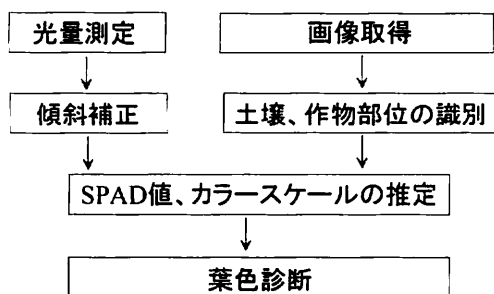 光量測定
画像取得
傾斜補正
土壌、作物部位の識別
SPAD値、カラースケールの推定
葉色診断